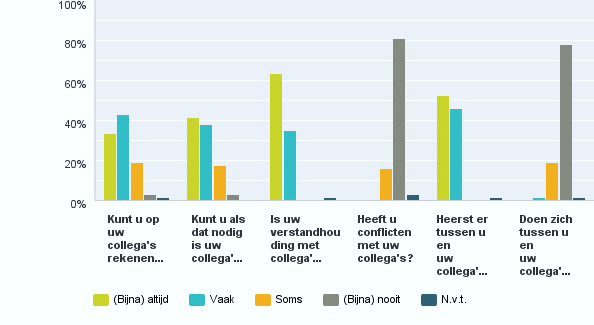 100%
80%
60%
40%
20%
0%
Kunt u op
uw
collega's
rekenen...
Kunt u als
dat nodig
is uw
collega'...
Is uw
verstandhou
ding met
collega'...
Heeft u
conflicten
met uw
collega's?
Heerst er
tussen u
en
uw
collega'...
Doen zich
tussen u
en
uw
collega'...
(Bijna) altijd
Vaak
Soms
(Bijna) nooit
N.v.t.